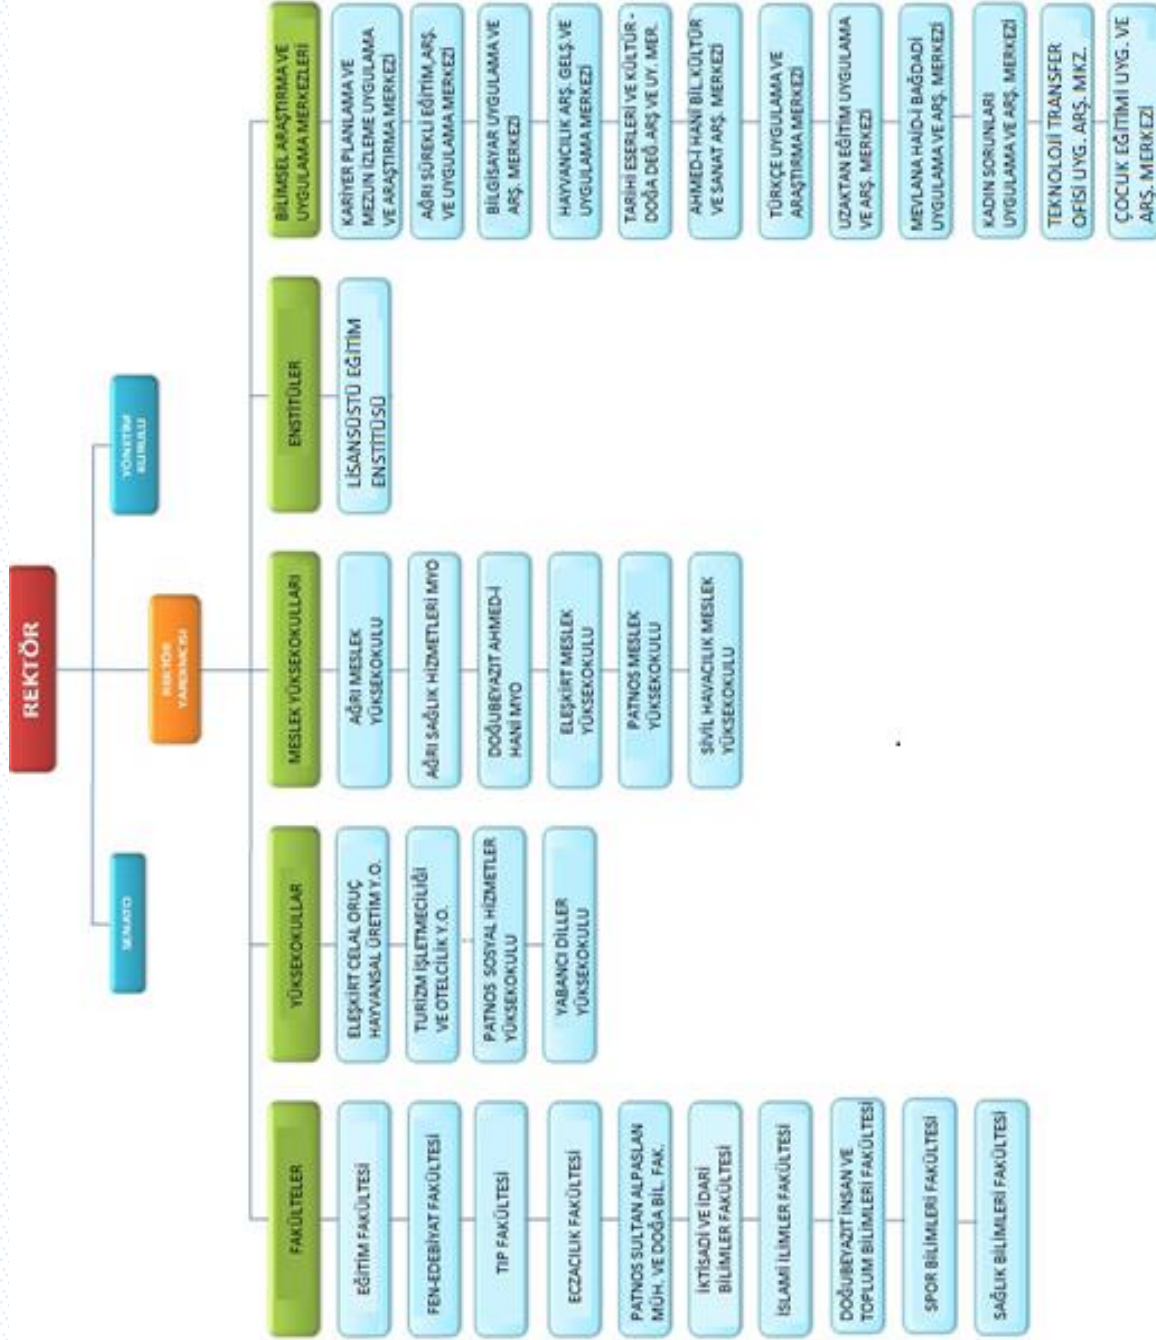 REKTÖR
SENATO
YÖNETİM
KURULU
REKTÖR
YARDIMCISI
FAKÜLTELER
EĞİTİM FAKÜLTESİ
FEN-EDEBİYAT FAKÜLTESİ
TIP FAKÜLTESİ
ECZACILIK FAKÜLTESİ
PATNOS SULTAN ALPASLAN
MÜH. VE DOĞA BİL. FAK.
İKTİSADİ VE İDARİ
BİLİMLER FAKÜLTESİ
İSLAMİ İLİMLER FAKÜLTESİ
DOĞUBEYAZIT İNSAN VE
TOPLUM BİLİMLERİ FAKÜLTESİ
SPOR BİLİMLERİ FAKÜLTESİ
SAĞLIK BİLİMLERİ FAKÜLTESİ
YÜKSEKOKULLAR
ELEŞKİRT CELAL ORUÇ
HAYVANSAL ÜRETİM Y.O.
TURİZM İŞLETMECİLİĞİ
VE OTELCİLİK Y.O.
PATNOS SOSYAL HİZMETLER
YÜKSEKOKULU
YABANCI DİLLER
YÜKSEKOKULU
MESLEK YÜKSEKOKULLARI
AĞRI MESLEK
YÜKSEKOKULU
AĞRI SAĞLIK HİZMETLERİ MYO
DOĞUBEYAZIT AHMED-İ
HANİ MYO
ELEŞKİRT MESLEK
YÜKSEKOKULU
PATNOS MESLEK
YÜKSEKOKULU
SİVİL HAVACILIK MESLEK
YÜKSEKOKULU
ENSTİTÜLER
LİSANSÜSTÜ EĞİTİM
ENSTİTÜSÜ
BİLİMSEL ARAŞTIRMA VE
UYGULAMA MERKEZLERİ
KARİYER PLANLAMA VE
MEZUN İZLEME UYGULAMA
VE ARAŞTIRMA MERKEZİ
AĞRI SÜREKLİ EĞİTİM,ARŞ.
VE UYGULAMA MERKEZİ
BİLGİSAYAR UYGULAMA VE
ARŞ. MERKEZİ
HAYVANCILIK ARŞ. GELŞ.VE
UYGULAMA MERKEZİ
TARİHİ ESERLERİ VE KÜLTÜR -
DOĞA DEĞ.ARŞ VE UY. MER.
AHMED-İ HANİ BİL.KÜLTÜR
VE SANAT ARŞ. MERKEZİ
TÜRKÇE UYGULAMA VE
ARAŞTIRMA MERKEZİ
UZAKTAN EĞİTİM UYGULAMA
VE ARŞ. MERKEZİ
MEVLANA HAİD-İ BAĞDADİ
UYGULAMA VE ARŞ. MERKEZİ
KADIN SORUNLARI
UYGULAMA VE ARŞ. MERKEZİ
TEKNOLOJİ TRANSFER
OFİSİ UYG. ARŞ. MKZ.
ÇOCUK EĞİTİMİ UYG. VE
ARŞ. MERKEZİ